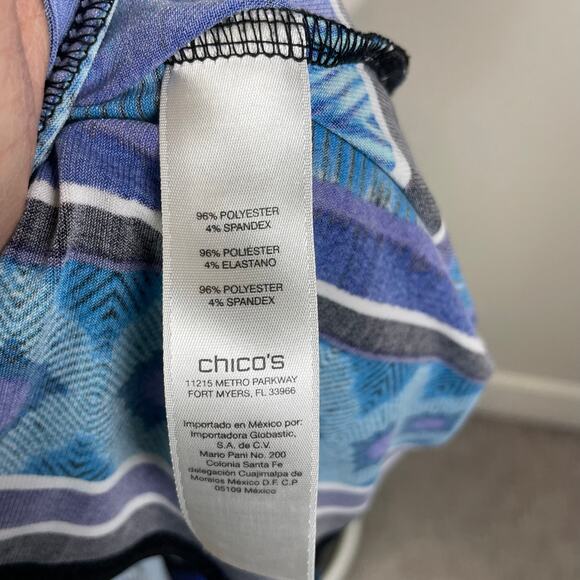 96% POLYESTER
4% SPANDEX
96% POLIÉSTER
4% ELASTANO
96% POLYESTER
4% SPANDEX
chico's
11215 METRO PARKWAY
FORT MYERS, FL 33966
Importado en México por:
Importadora Globastic,
S.A. de C.V.
Mario Pani No. 200
Colonia Santa Fe
delegación Cuajimalpa de
Morelos México D.F. C.P
05109 México